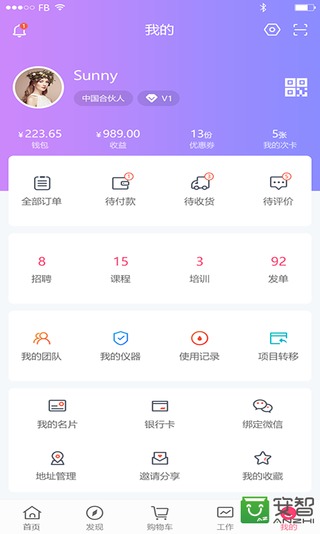 FB
1
我的
Sunny
中国合伙人 V1
¥223.65 ¥989.00 13份 5张
钱包 收益 优惠券 我的次卡
1 3 5
全部订单 待付款 待收货 待评价
8 15 3 92
招聘 课程 培训 发单
我的团队 我的仪器 使用记录 项目转移
我的名片 银行卡 绑定微信
地址管理 邀请分享 我的收藏
安智
ANZHI
首页 发现 购物车 工作 我的